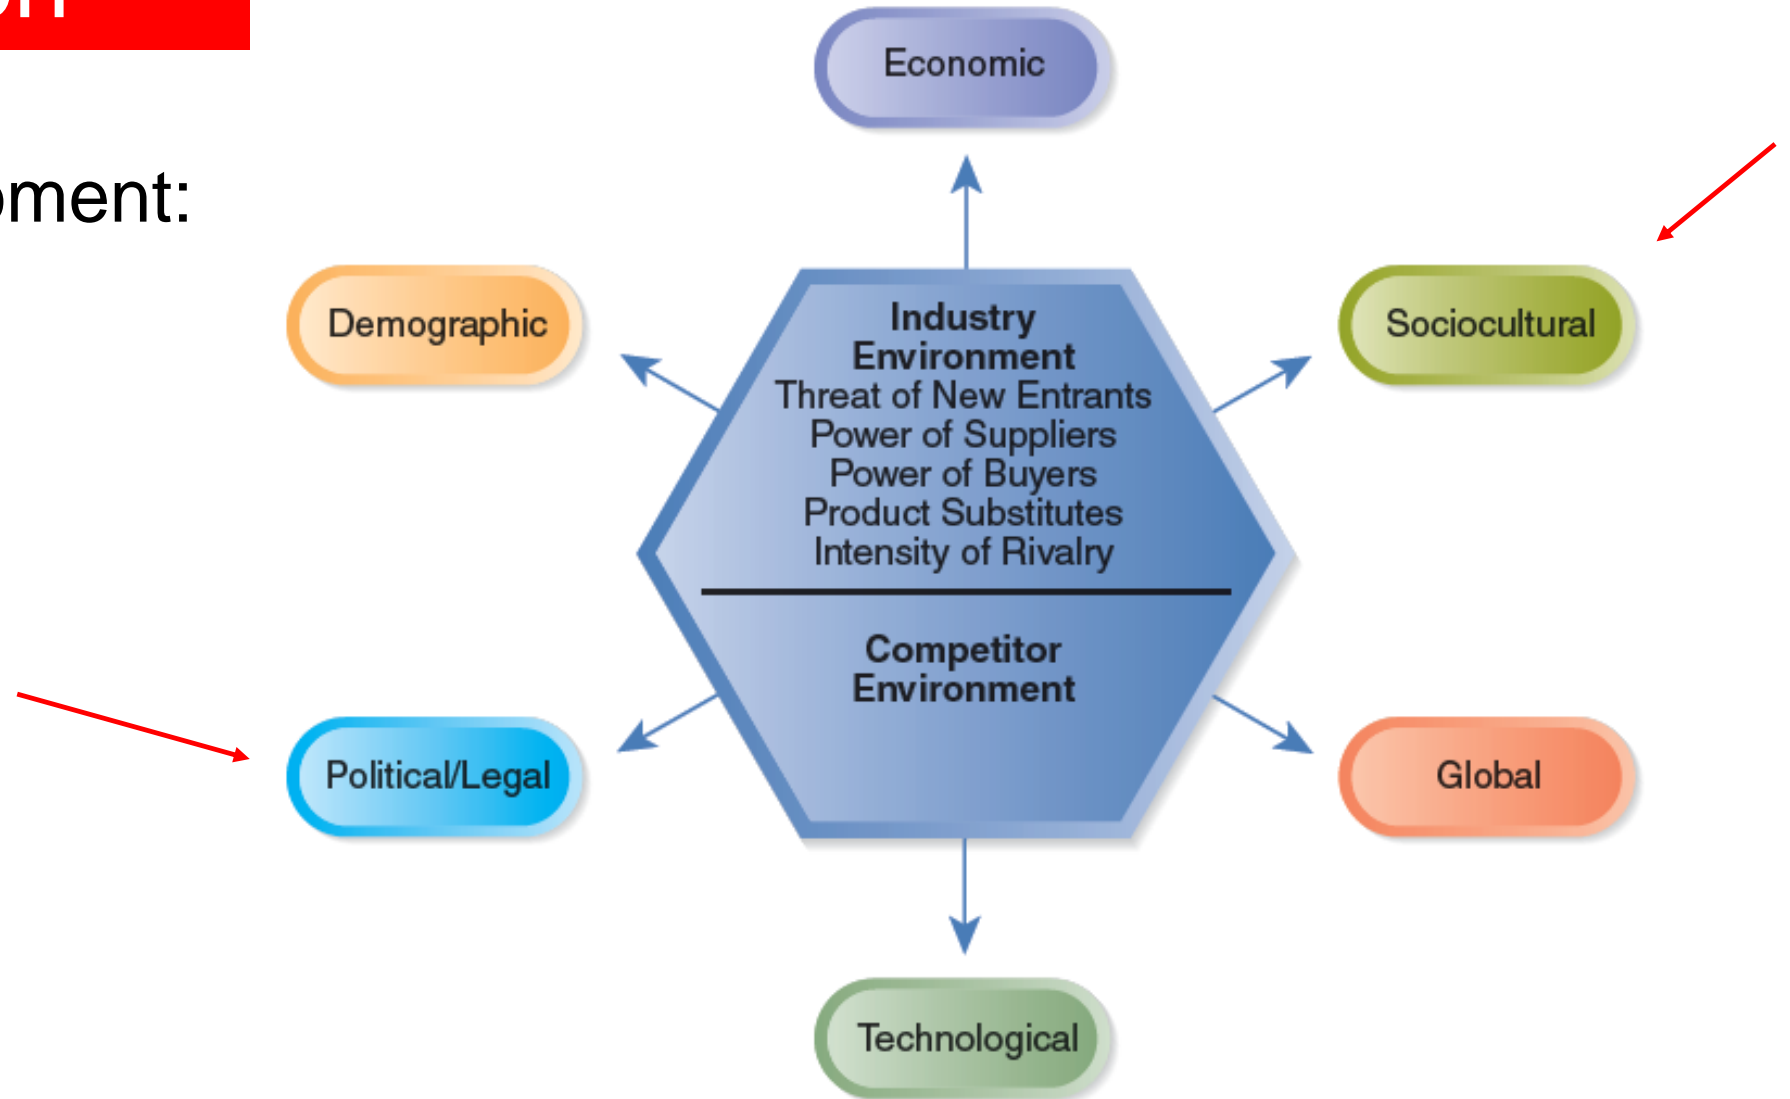 Economic
Demographic
Sociocultural
Industry
Environment
Threat of New Entrants
Power of Suppliers
Power of Buyers
Product Substitutes
Intensity of Rivalry
Competitor
Environment
Political/Legal
Global
Technological